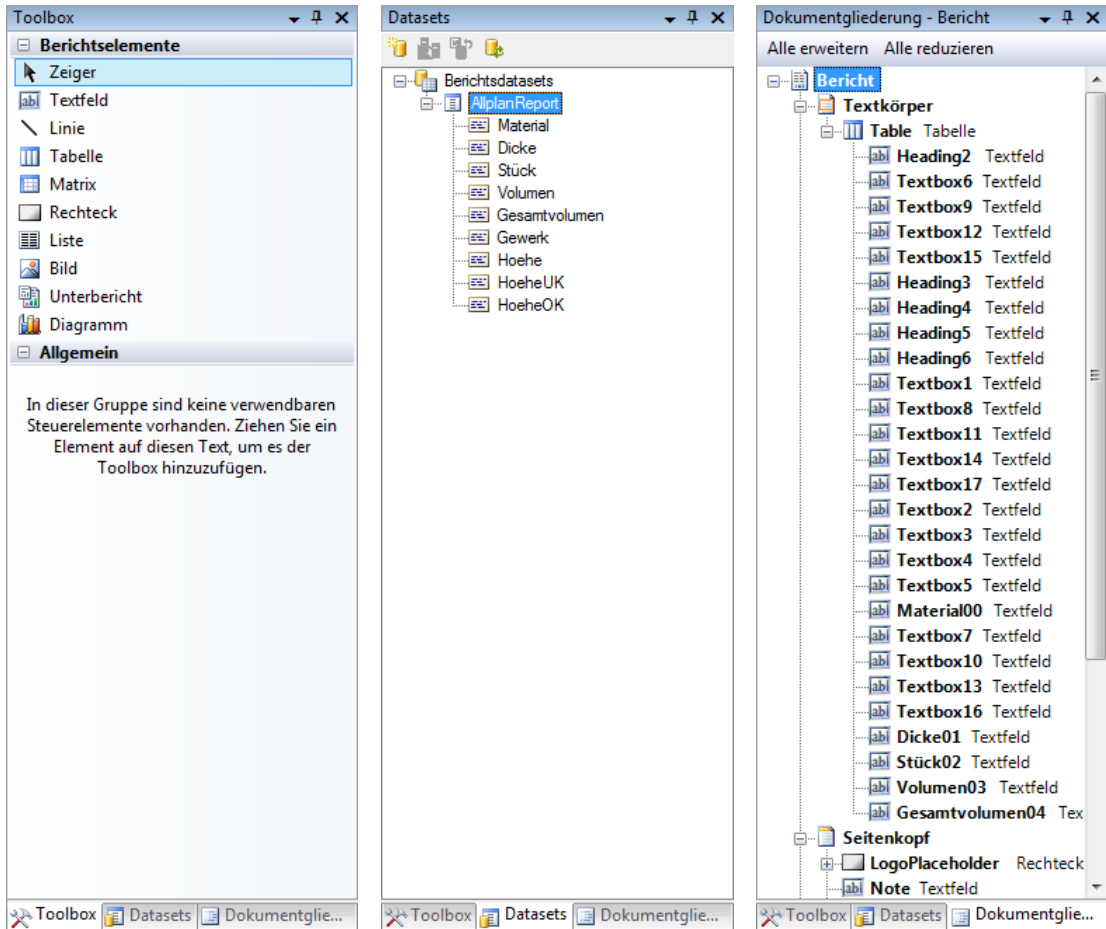 Toolbox
Berichtselemente
Zeiger
Textfeld
Linie
Tabelle
Matrix
Rechteck
Liste
Bild
Unterbericht
Diagramm
Allgemein
In dieser Gruppe sind keine verwendbaren
Steuerelemente vorhanden. Ziehen Sie ein
Element auf diesen Text, um es der
Toolbox hinzuzufügen.
Toolbox Datasets Dokumentglie...
Datasets
Berichtsdatasets
AllplanReport
Material
Dicke
Stück
Volumen
Gesamtvolumen
Gewerk
Hoehe
HoeheUK
HoeheOK
Toolbox Datasets Dokumentglie...
Dokumentgliederung - Bericht
Alle erweitern Alle reduzieren
Bericht
Textkörper
Table Tabelle
Heading2 Textfeld
Textbox6 Textfeld
Textbox9 Textfeld
Textbox12 Textfeld
Textbox15 Textfeld
Heading3 Textfeld
Heading4 Textfeld
Heading5 Textfeld
Heading6 Textfeld
Textbox1 Textfeld
Textbox8 Textfeld
Textbox11 Textfeld
Textbox14 Textfeld
Textbox17 Textfeld
Textbox2 Textfeld
Textbox3 Textfeld
Textbox4 Textfeld
Textbox5 Textfeld
Material00 Textfeld
Textbox7 Textfeld
Textbox10 Textfeld
Textbox13 Textfeld
Textbox16 Textfeld
Dicke01 Textfeld
Stück02 Textfeld
Volumen03 Textfeld
Gesamtvolumen04 Tex
Seitenkopf
LogoPlaceholder Rechteck
Note Textfeld
Toolbox Datasets Dokumentglie...